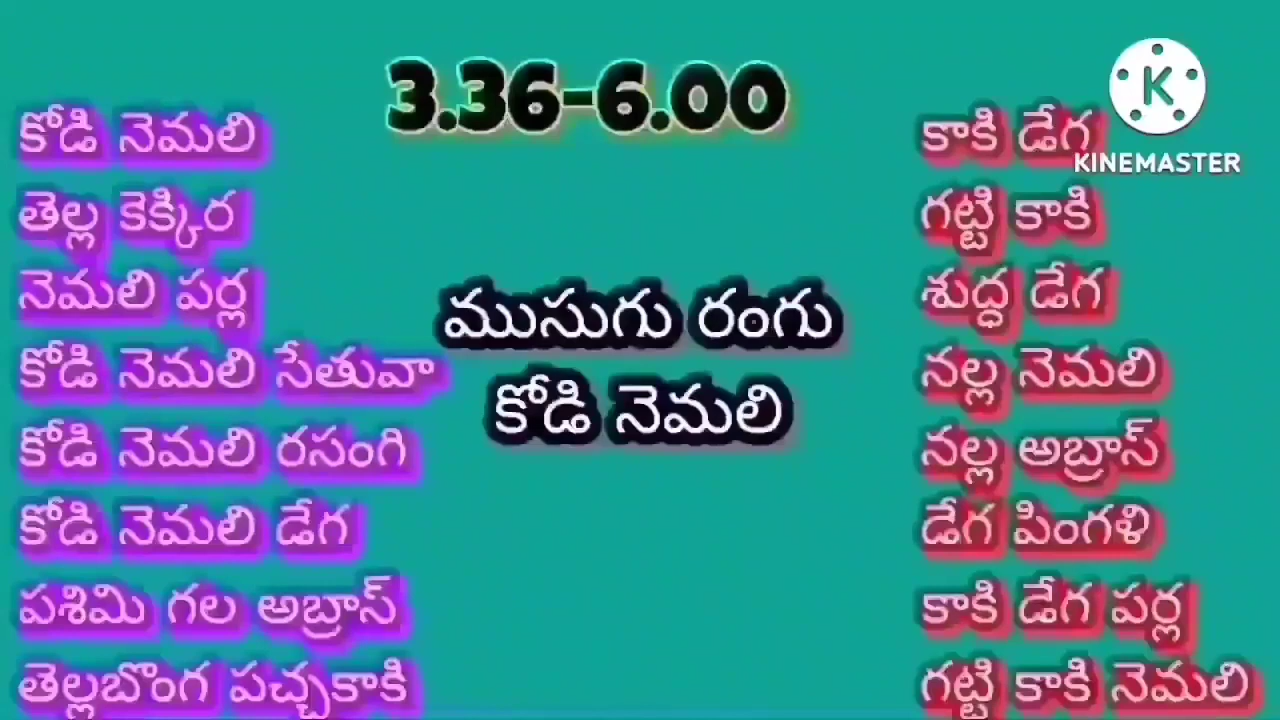 3.36-6.00
కోడి నెమలి
తెల్ల కెక్కిర
నెమలి పర్ల
కోడి నెమలి సేతువా
కోడి నెమలి రసంగి
కోడి నెమలి డేగ
పశిమి గల అబ్రాస్
తెల్లబొంగ పచ్చకాకి
ముసుగు రంగు
కోడి నెమలి
కాకి డేగ
గట్టి కాకి
శుద్ధ డేగ
నల్ల నెమలి
నల్ల అబ్రాస్
డేగ పింగళి
కాకి డేగ పర్ల
గట్టి కాకి నెమలి
K
KINEMASTER